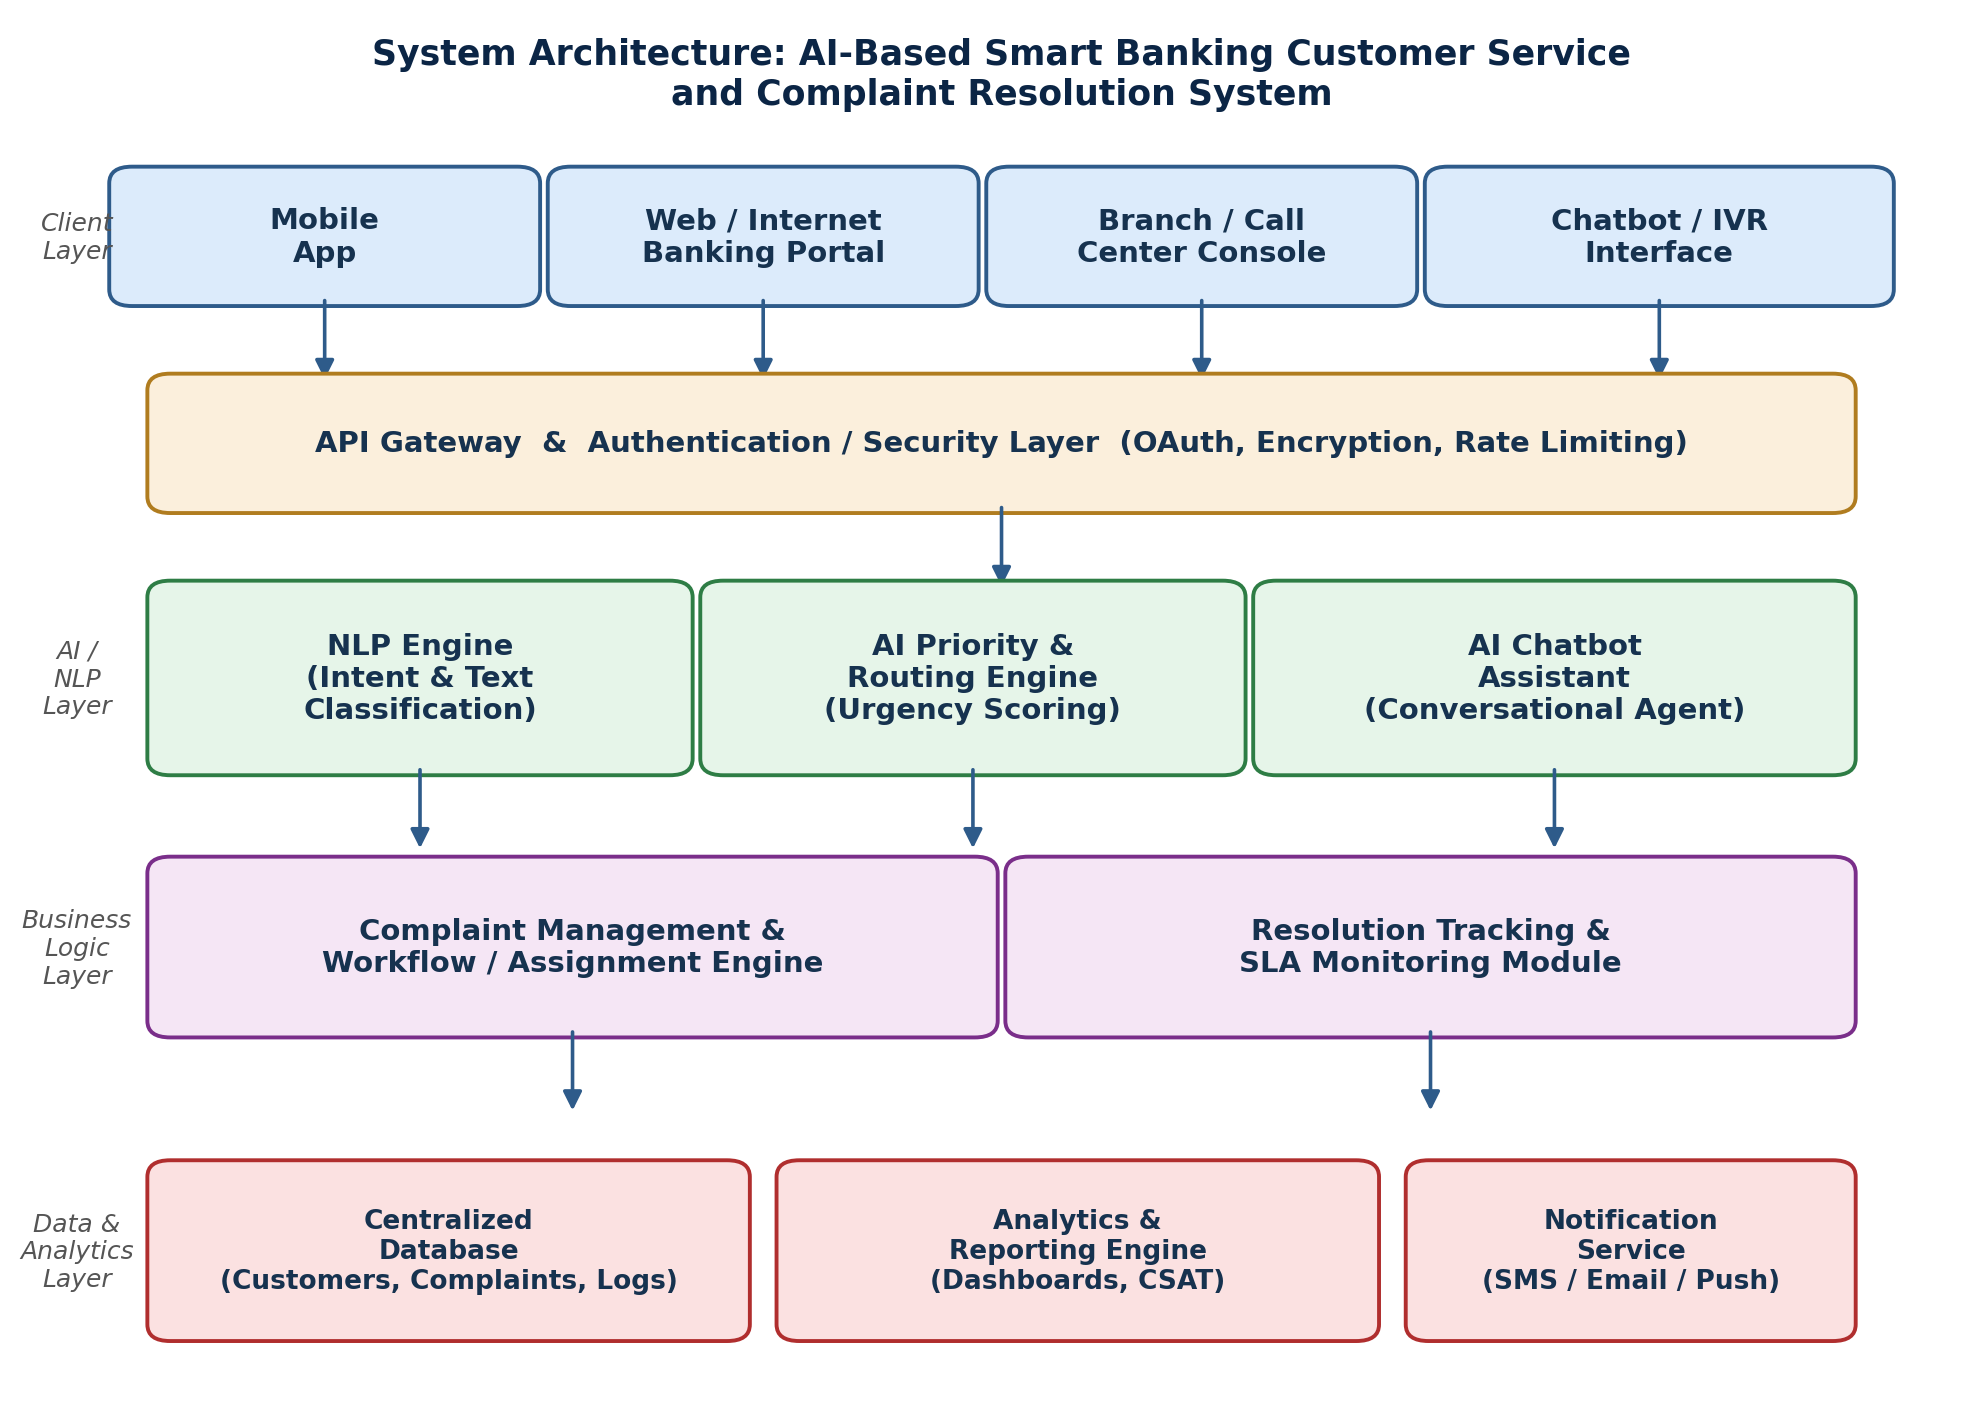 System Architecture: AI-Based Smart Banking Customer Service
and Complaint Resolution System
Client
Layer
Mobile
App
Web / Internet
Banking Portal
Branch / Call
Center Console
Chatbot / IVR
Interface
API Gateway  &  Authentication / Security Layer  (OAuth, Encryption, Rate Limiting)
AI /
NLP
Layer
NLP Engine
(Intent & Text
Classification)
AI Priority &
Routing Engine
(Urgency Scoring)
AI Chatbot
Assistant
(Conversational Agent)
Business
Logic
Layer
Complaint Management &
Workflow / Assignment Engine
Resolution Tracking &
SLA Monitoring Module
Data &
Analytics
Layer
Centralized
Database
(Customers, Complaints, Logs)
Analytics &
Reporting Engine
(Dashboards, CSAT)
Notification
Service
(SMS / Email / Push)